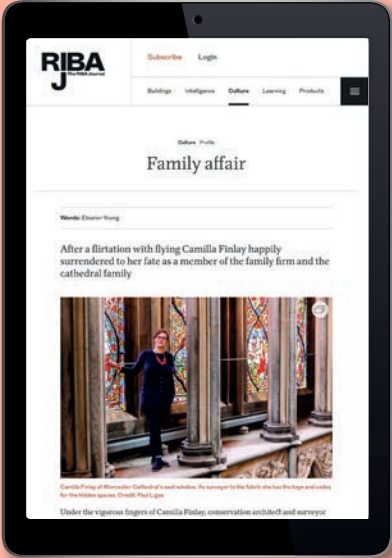 RIBA
J
The RIBA Journal
Subscribe Login
Buildings Intelligence Culture Learning Products
Culture Profile
Family affair
Words: Eleanor Young
After a flirtation with flying Camilla Finlay happily
surrendered to her fate as a member of the family firm and the
cathedral family
Camilla Finlay at Worcester Cathedral's east window. As surveyor to the fabric she has the keys and codes
for the hidden spaces. Credit: Paul Ligas
Under the vigorous fingers of Camilla Finlay, conservation architect and surveyor